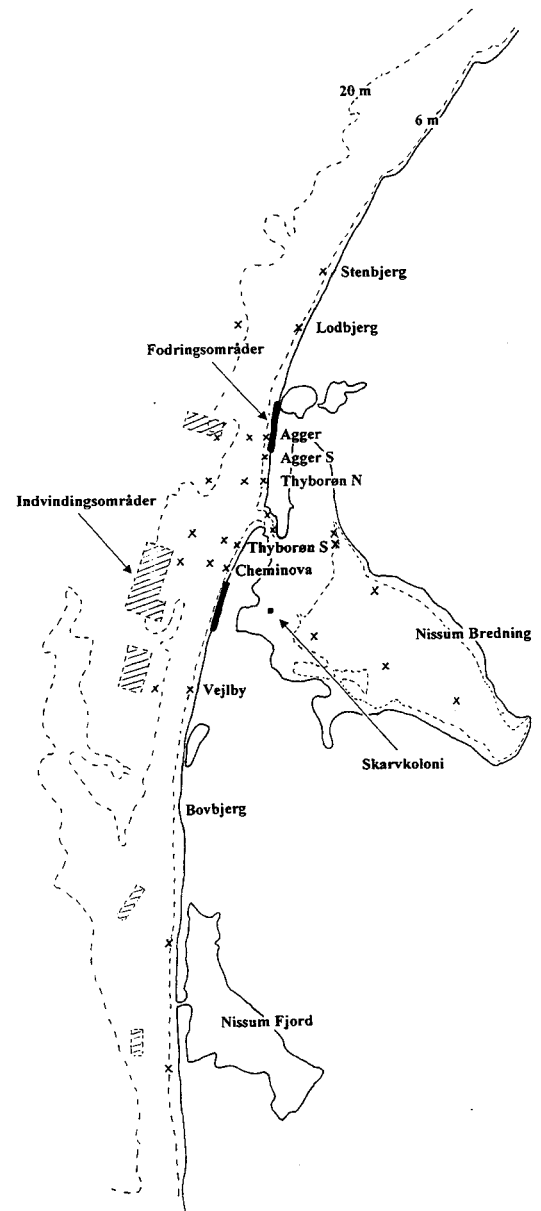 20 m
6 m
Stenbjerg
Lodbjerg
Fodringsområder
Agger
Agger S
Thyborøn N
Indvindingsområder
Thyborøn S
Cheminova
Nissum Bredning
Vejlby
Skarvkoloni
Bovbjerg
Nissum Fjord